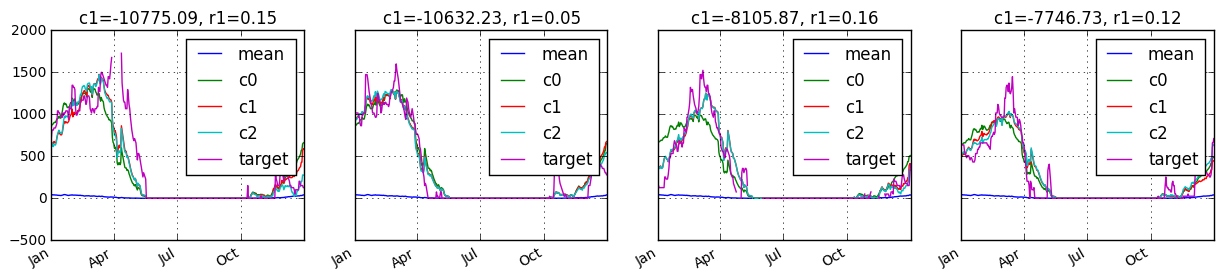 c1=-10775.09, r1=0.15
c1=-10632.23, r1=0.05
c1=-8105.87, r1=0.16
c1=-7746.73, r1=0.12
2000
1500
1000
500
0
−500
mean
c0
c1
c2
target
mean
c0
c1
c2
target
mean
c0
c1
c2
target
mean
c0
c1
c2
target
Jan
Apr
Jul
Oct
Jan
Apr
Jul
Oct
Jan
Apr
Jul
Oct
Jan
Apr
Jul
Oct